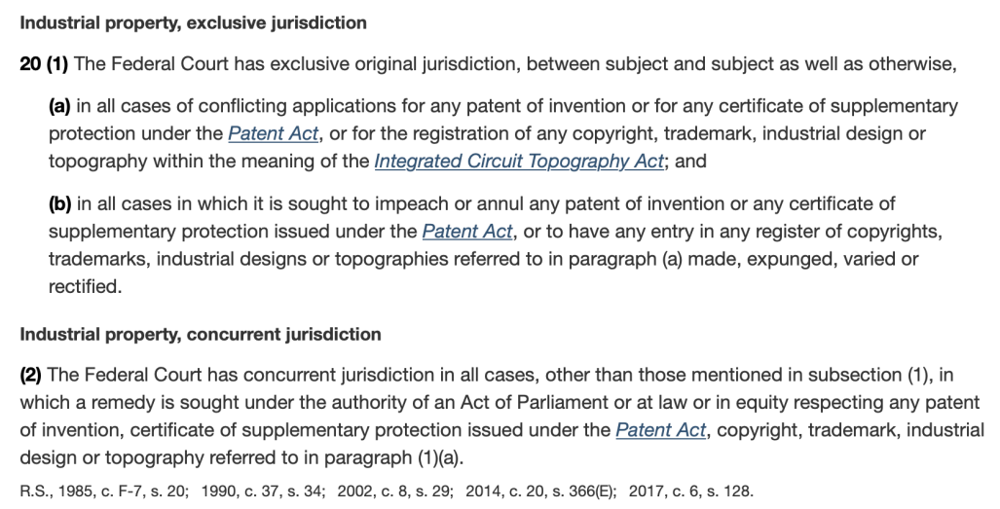 Industrial property, exclusive jurisdiction
20 (1) The Federal Court has exclusive original jurisdiction, between subject and subject as well as otherwise,
(a) in all cases of conflicting applications for any patent of invention or for any certificate of supplementary
protection under the Patent Act, or for the registration of any copyright, trademark, industrial design or
topography within the meaning of the Integrated Circuit Topography Act; and
(b) in all cases in which it is sought to impeach or annul any patent of invention or any certificate of
supplementary protection issued under the Patent Act, or to have any entry in any register of copyrights,
trademarks, industrial designs or topographies referred to in paragraph (a) made, expunged, varied or
rectified.
Industrial property, concurrent jurisdiction
(2) The Federal Court has concurrent jurisdiction in all cases, other than those mentioned in subsection (1), in
which a remedy is sought under the authority of an Act of Parliament or at law or in equity respecting any patent
of invention, certificate of supplementary protection issued under the Patent Act, copyright, trademark, industrial
design or topography referred to in paragraph (1)(a).
R.S., 1985, c. F-7, s. 20; 1990, c. 37, s. 34; 2002, c. 8, s. 29; 2014, c. 20, s. 366(E); 2017, c. 6, s. 128.